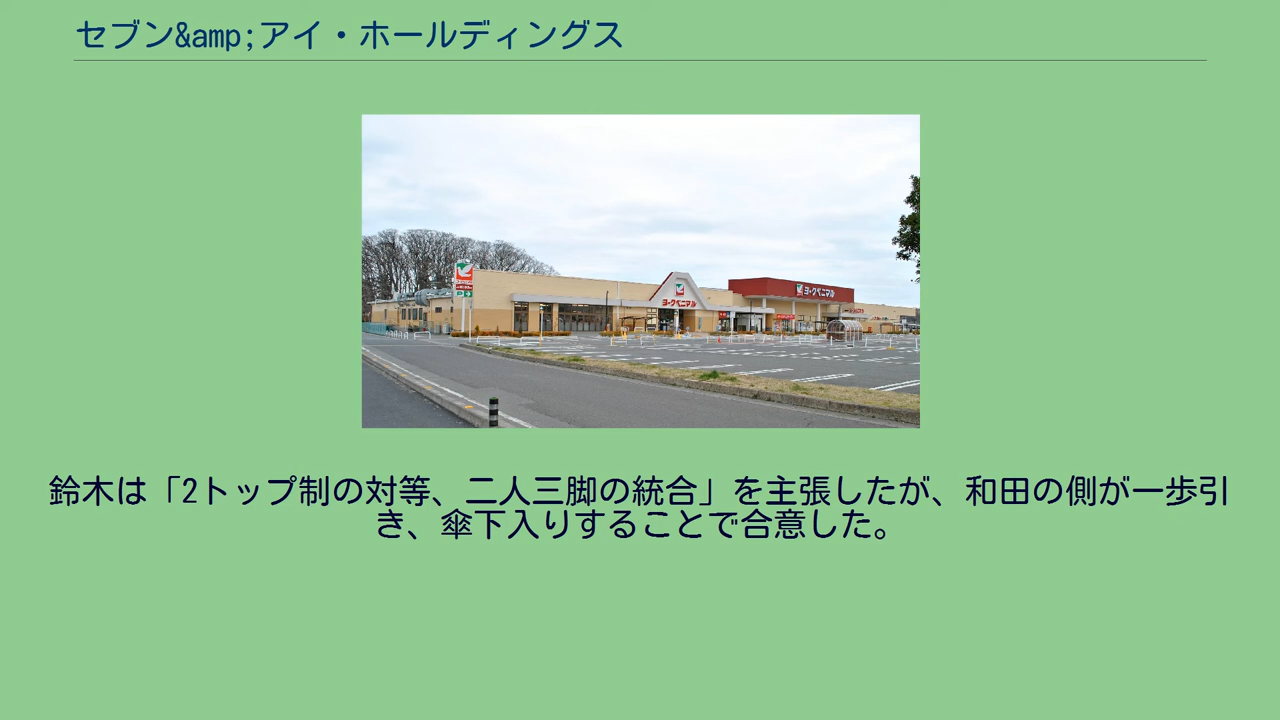 セブン&amp;アイ・ホールディングス
ヨークベニマル
ヨークベニマル
鈴木は「2トップ制の対等、二人三脚の統合」を主張したが、和田の側が一歩引
き、傘下入りすることで合意した。